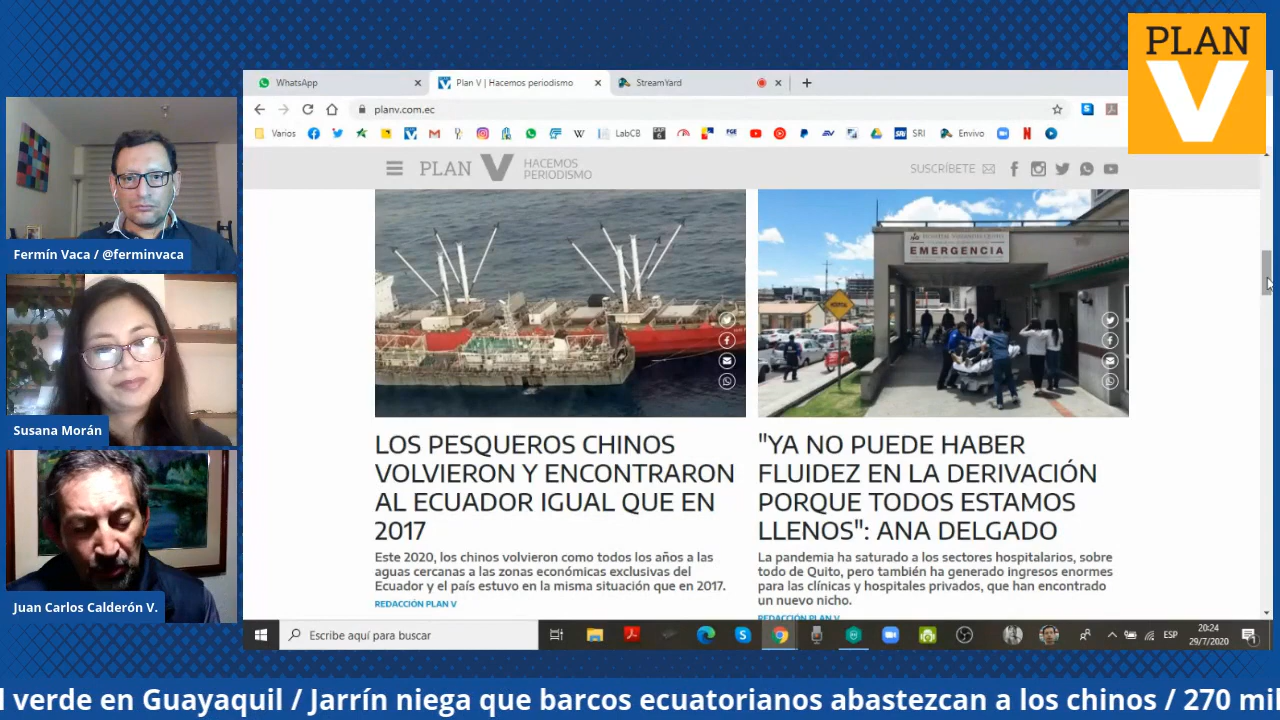 WhatsApp
Plan V | Hacemos periodismo
StreamYard
planv.com.ec
Varios
LabCB
SRI
Envivo
PLAN V
PLAN V
HACEMOS
PERIODISMO
SUSCRÍBETE
EMERGENCIA
Fermín Vaca / @ferminvaca
Susana Morán
Juan Carlos Calderón V.
LOS PESQUEROS CHINOS
VOLVIERON Y ENCONTRARON
AL ECUADOR IGUAL QUE EN
2017
Este 2020, los chinos volvieron como todos los años a las
aguas cercanas a las zonas económicas exclusivas del
Ecuador y el país estuvo en la misma situación que en 2017.
REDACCIÓN PLAN V
"YA NO PUEDE HABER
FLUIDEZ EN LA DERIVACIÓN
PORQUE TODOS ESTAMOS
LLENOS": ANA DELGADO
La pandemia ha saturado a los sectores hospitalarios, sobre
todo de Quito, pero también ha generado ingresos enormes
para las clínicas y hospitales privados, que han encontrado
un nuevo nicho.
REDACCIÓN PLAN V
Escribe aquí para buscar
ESP
20:24
29/7/2020
l verde en Guayaquil / Jarrín niega que barcos ecuatorianos abastezcan a los chinos / 270 mil